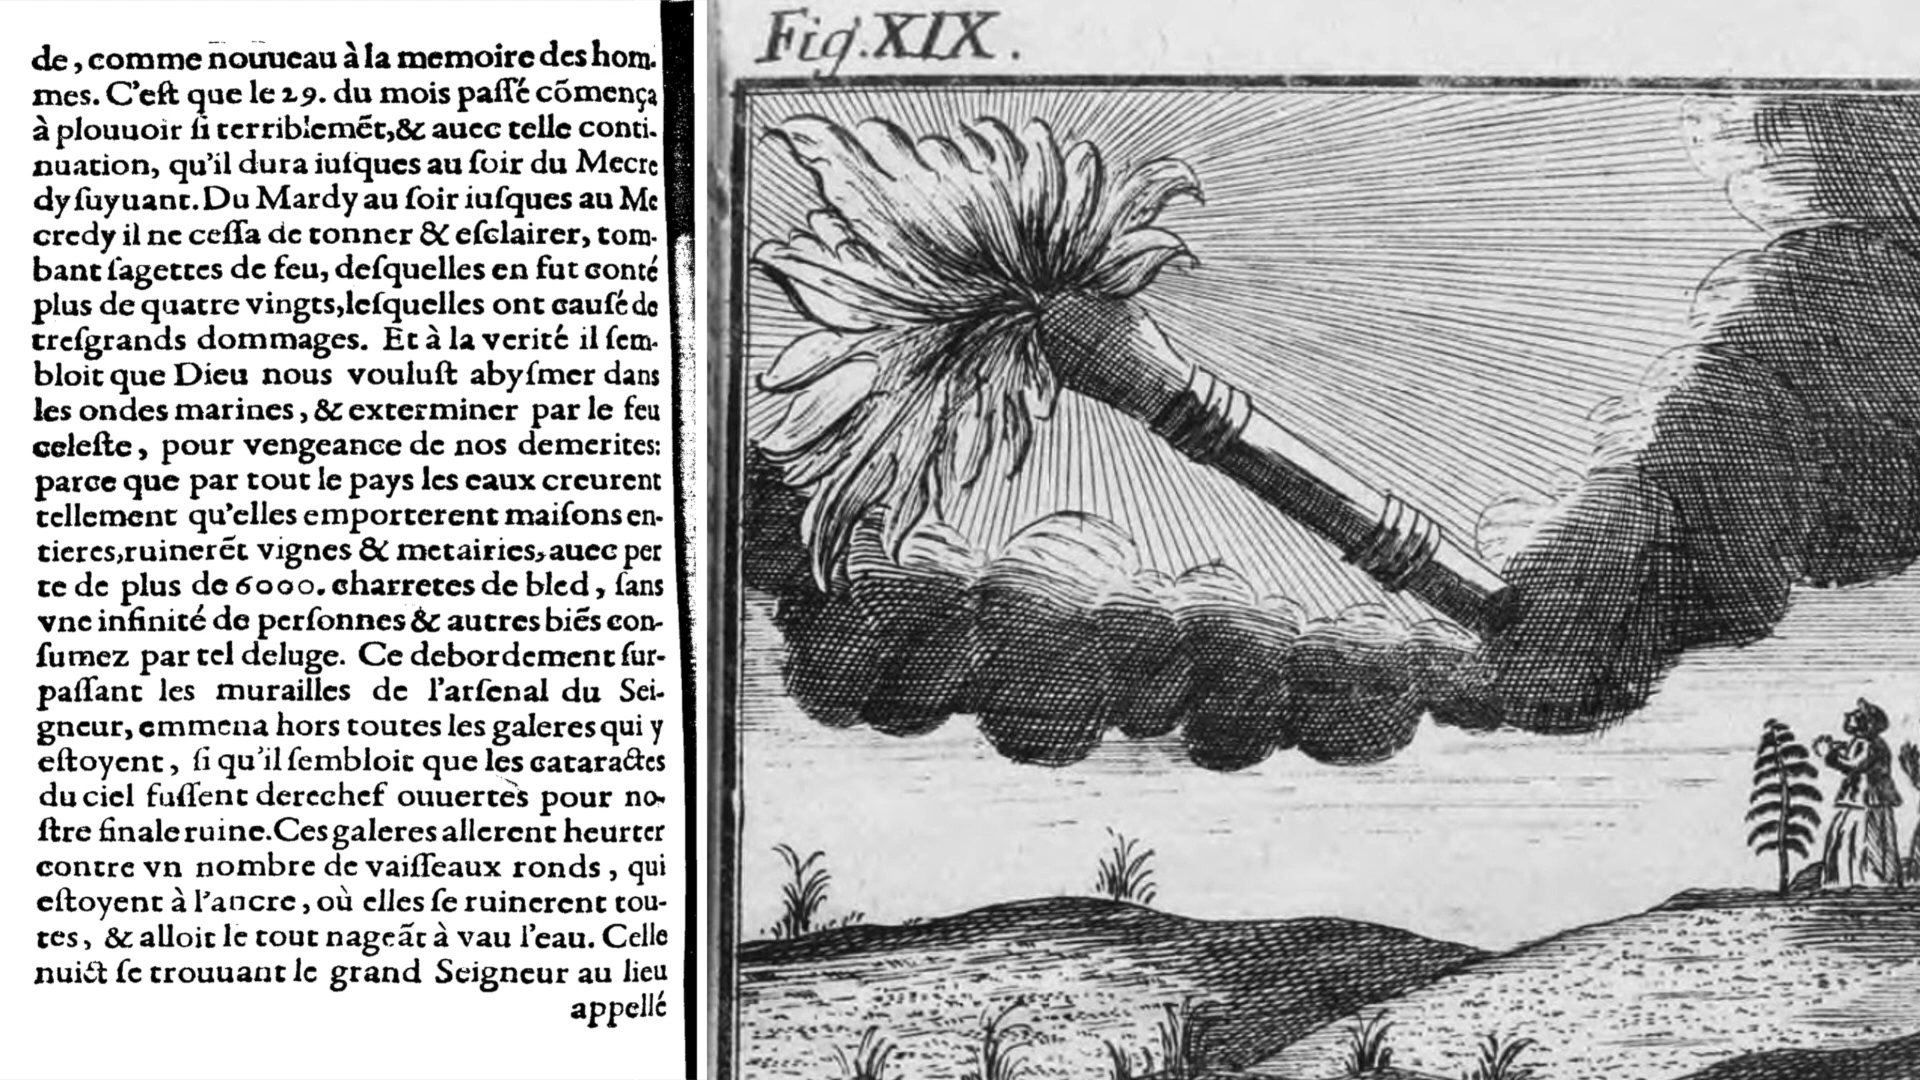 de, comme nouueau à la memoire des hom-
mes. C'eſt que le 29. du mois paſſé cõmença
à plouuoir ſi terriblemẽt,& auec telle conti-
nuation, qu'il dura iuſques au ſoir du Mecre
dy ſuyuant. Du Mardy au ſoir iuſques au Me
credy il ne ceſſa de tonner & eſclairer, tom-
bant ſagettes de feu, deſquelles en fut conté
plus de quatre vingts,leſquelles ont cauſé de
treſgrands dommages. Et à la verité il ſem-
bloit que Dieu nous vouluſt abyſmer dans
les ondes marines, & exterminer par le feu
celeſte, pour vengeance de nos demerites:
parce que par tout le pays les eaux creurent
tellement qu'elles emporterent maiſons en-
tieres,ruinerẽt vignes & metairies,auec per
te de plus de 6000. charretes de bled, ſans
vne infinité de perſonnes & autres biẽs con-
ſumez par tel deluge. Ce debordement ſur-
paſſant les murailles de l'arſenal du Sei-
gneur, emmena hors toutes les galeres qui y
eſtoyent, ſi qu'il ſembloit que les cataractes
du ciel fuſſent derechef ouuertes pour no-
ſtre finale ruine. Ces galeres allerent heurter
contre vn nombre de vaiſſeaux ronds, qui
eſtoyent à l'ancre, où elles ſe ruinerent tou-
tes, & alloit le tout nageãt à vau l'eau. Celle
nuict ſe trouuant le grand Seigneur au lieu
appellé
Fig. XIX.